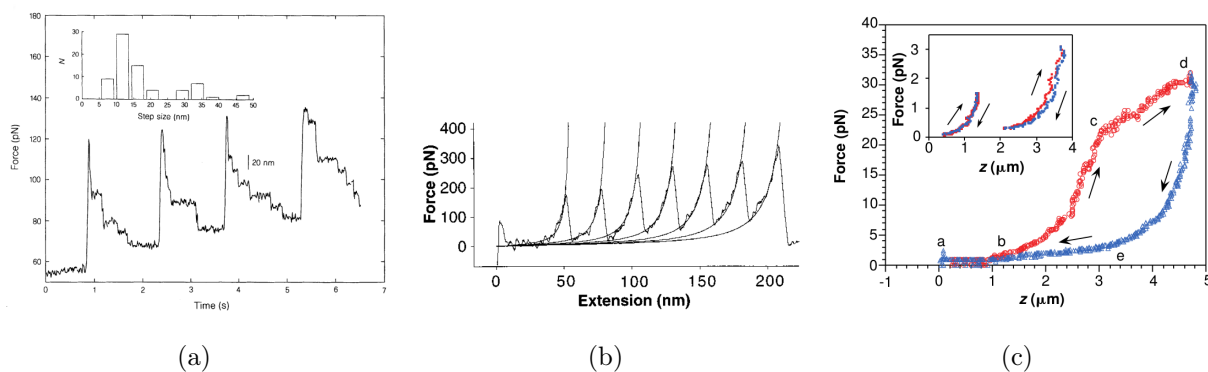 180
160
140
120
100
80
60
Force (pN)
0 1 2 3 4 5 6 7
Time (s)
30
20
10
0
N
0 5 10 15 20 25 30 35 40 45 50
Step size (nm)
20 nm
(a)
400
300
200
100
0
Force (pN)
0 50 100 150 200
Extension (nm)
(b)
40
35
30
25
20
15
10
5
0
Force (pN)
-1 0 1 2 3 4 5
z (μm)
a
b
c
d
e
3
2
1
0
Force (pN)
0 1 2 3 4
z (μm)
(c)